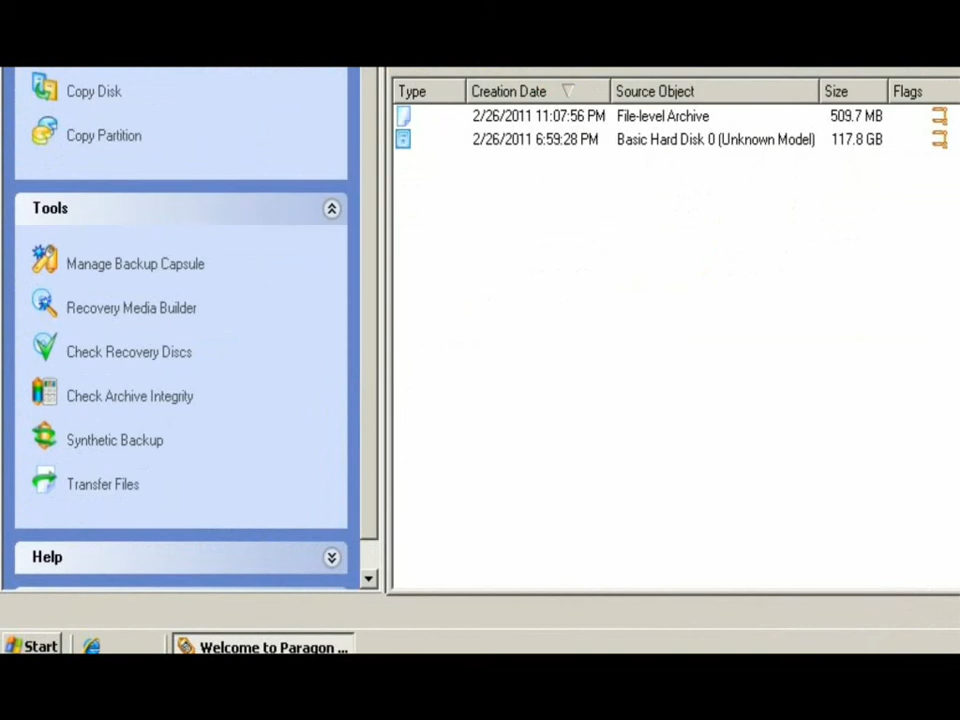 Copy Disk
Copy Partition
Tools
Manage Backup Capsule
Recovery Media Builder
Check Recovery Discs
Check Archive Integrity
Synthetic Backup
Transfer Files
Help
Type Creation Date Source Object Size Flags
2/26/2011 11:07:56 PM File-level Archive 509.7 MB
2/26/2011 6:59:28 PM Basic Hard Disk 0 (Unknown Model) 117.8 GB
Start Welcome to Paragon ...